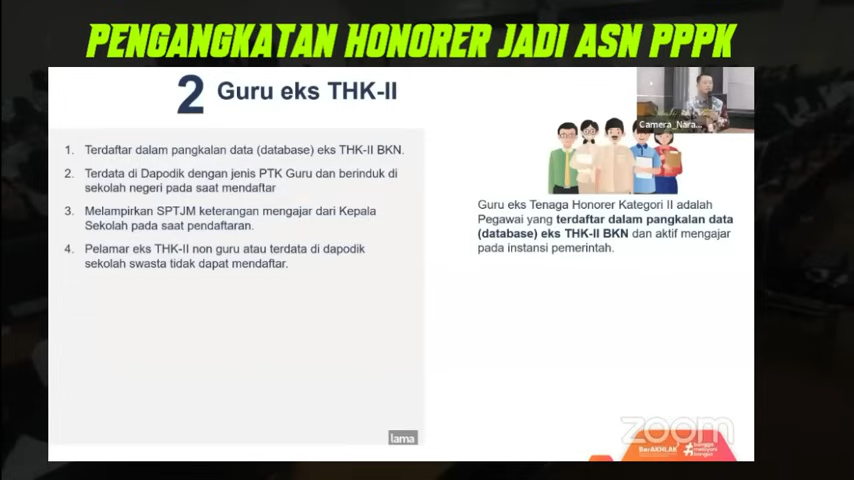 PENGANGKATAN HONORER JADI ASN PPPK
2 Guru eks THK-II
Camera_Nara...
1. Terdaftar dalam pangkalan data (database) eks THK-II BKN.
2. Terdata di Dapodik dengan jenis PTK Guru dan berinduk di
sekolah negeri pada saat mendaftar
3. Melampirkan SPTJM keterangan mengajar dari Kepala
Sekolah pada saat pendaftaran.
4. Pelamar eks THK-II non guru atau terdata di dapodik
sekolah swasta tidak dapat mendaftar.
Guru eks Tenaga Honorer Kategori II adalah
Pegawai yang terdaftar dalam pangkalan data
(database) eks THK-II BKN dan aktif mengajar
pada instansi pemerintah.
lama
zoom
BerAKHLAK
bangga
melayani
bangsa